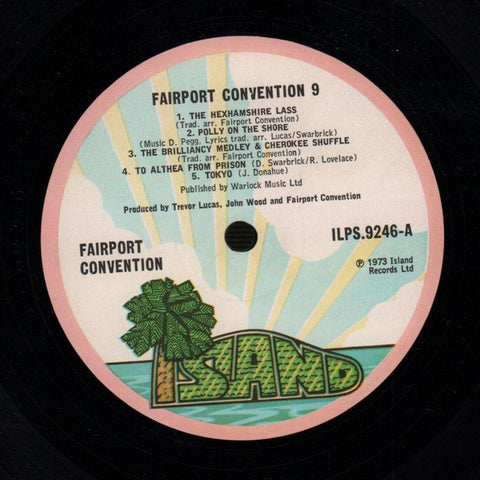 FAIRPORT CONVENTION 9
1. THE HEXHAMSHIRE LASS
(Trad. arr. Fairport Convention)
2. POLLY ON THE SHORE
(Music D. Pegg, Lyrics trad. arr. Lucas/Swarbrick)
3. THE BRILLIANCY MEDLEY & CHEROKEE SHUFFLE
(Trad. arr. Fairport Convention)
4. TO ALTHEA FROM PRISON (D. Swarbrick/R. Lovelace)
5. TOKYO (J. Donahue)
Published by Warlock Music Ltd
Produced by Trevor Lucas, John Wood and Fairport Convention
FAIRPORT
CONVENTION
ILPS.9246-A
℗ 1973 Island
Records Ltd
ISLAND